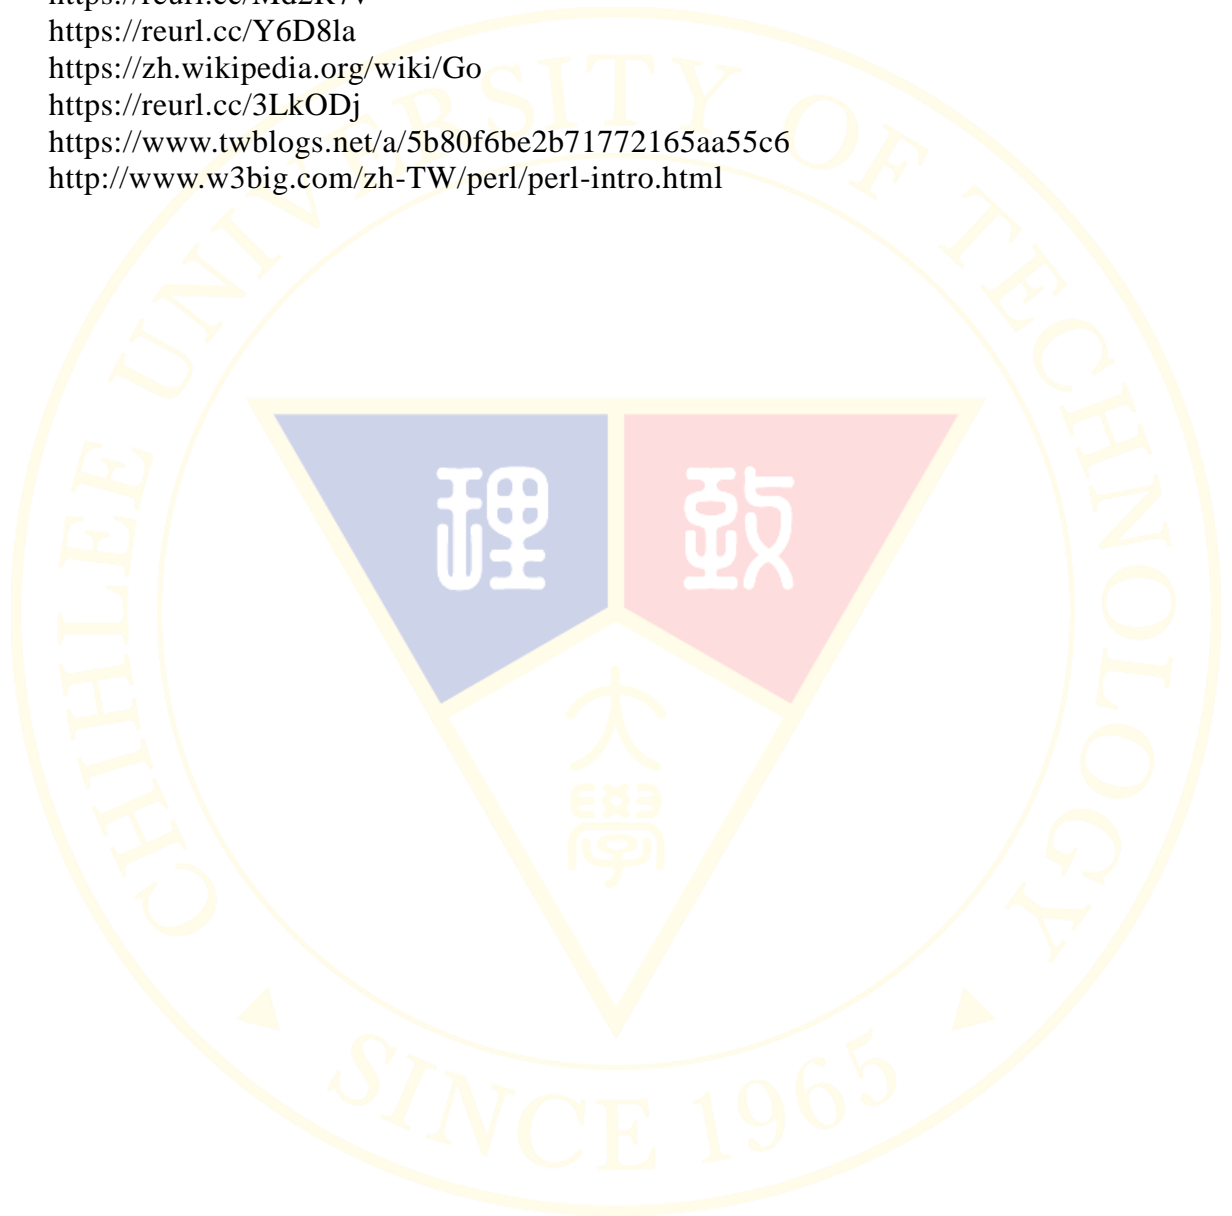 https://reurl.cc/Y6D8la
https://zh.wikipedia.org/wiki/Go
https://reurl.cc/3LkODj
https://www.twblogs.net/a/5b80f6be2b71772165aa55c6
http://www.w3big.com/zh-TW/perl/perl-intro.html
CHIHLEE UNIVERSITY OF TECHNOLOGY
理 致
大
學
SINCE 1965